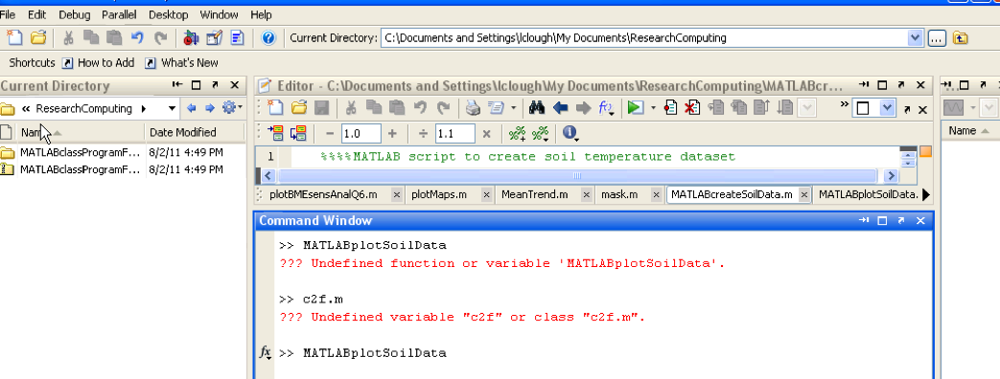 File Edit Debug Parallel Desktop Window Help
Current Directory: C:\Documents and Settings\lclough\My Documents\ResearchComputing
Shortcuts How to Add What's New
Current Directory
Editor - C:\Documents and Settings\lclough\My Documents\ResearchComputing\MATLABcr...
« ResearchComputing
Name Date Modified
1.0 1.1
Name
MATLABclassProgramF... 8/2/11 4:49 PM
MATLABclassProgramF... 8/2/11 4:49 PM
1 %%%%MATLAB script to create soil temperature dataset
plotBMEsensAnalQ6.m plotMaps.m MeanTrend.m mask.m MATLABcreateSoilData.m MATLABplotSoilData.
Command Window
>> MATLABplotSoilData
??? Undefined function or variable 'MATLABplotSoilData'.
>> c2f.m
??? Undefined variable "c2f" or class "c2f.m".
fx >> MATLABplotSoilData